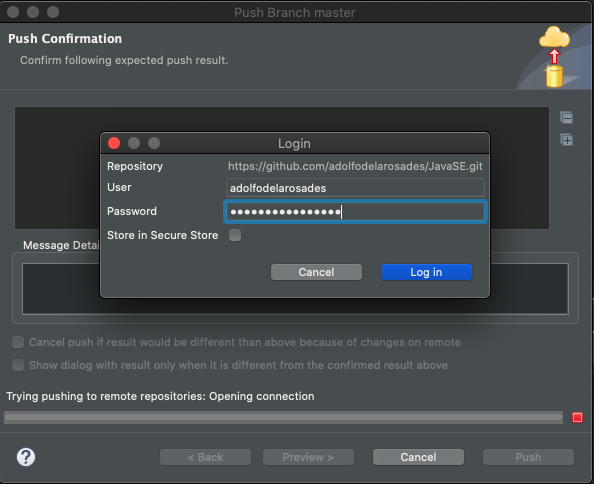 Push Branch master
Push Confirmation
Confirm following expected push result.
Login
Repository https://github.com/adolfodelarosades/JavaSE.git
User adolfodelarosades
Password ••••••••••••••••
Store in Secure Store
Cancel Log in
Message Detai
Cancel push if result would be different than above because of changes on remote
Show dialog with result only when it is different from the confirmed result above
Trying pushing to remote repositories: Opening connection
? < Back Preview > Cancel Push